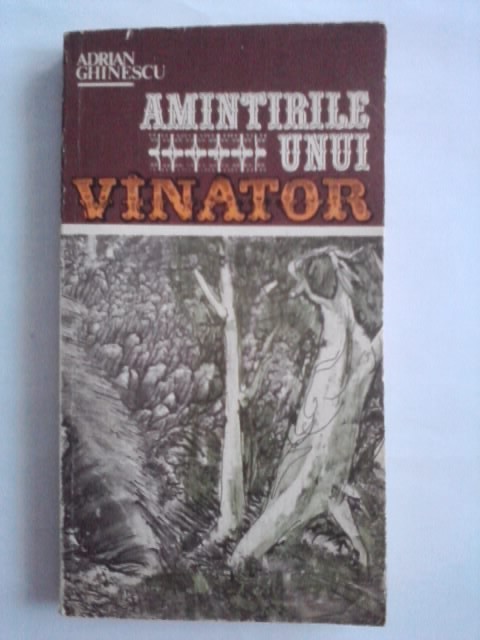 ADRIAN
GHINESCU
AMINTIRILE
UNUI
VÎNATOR